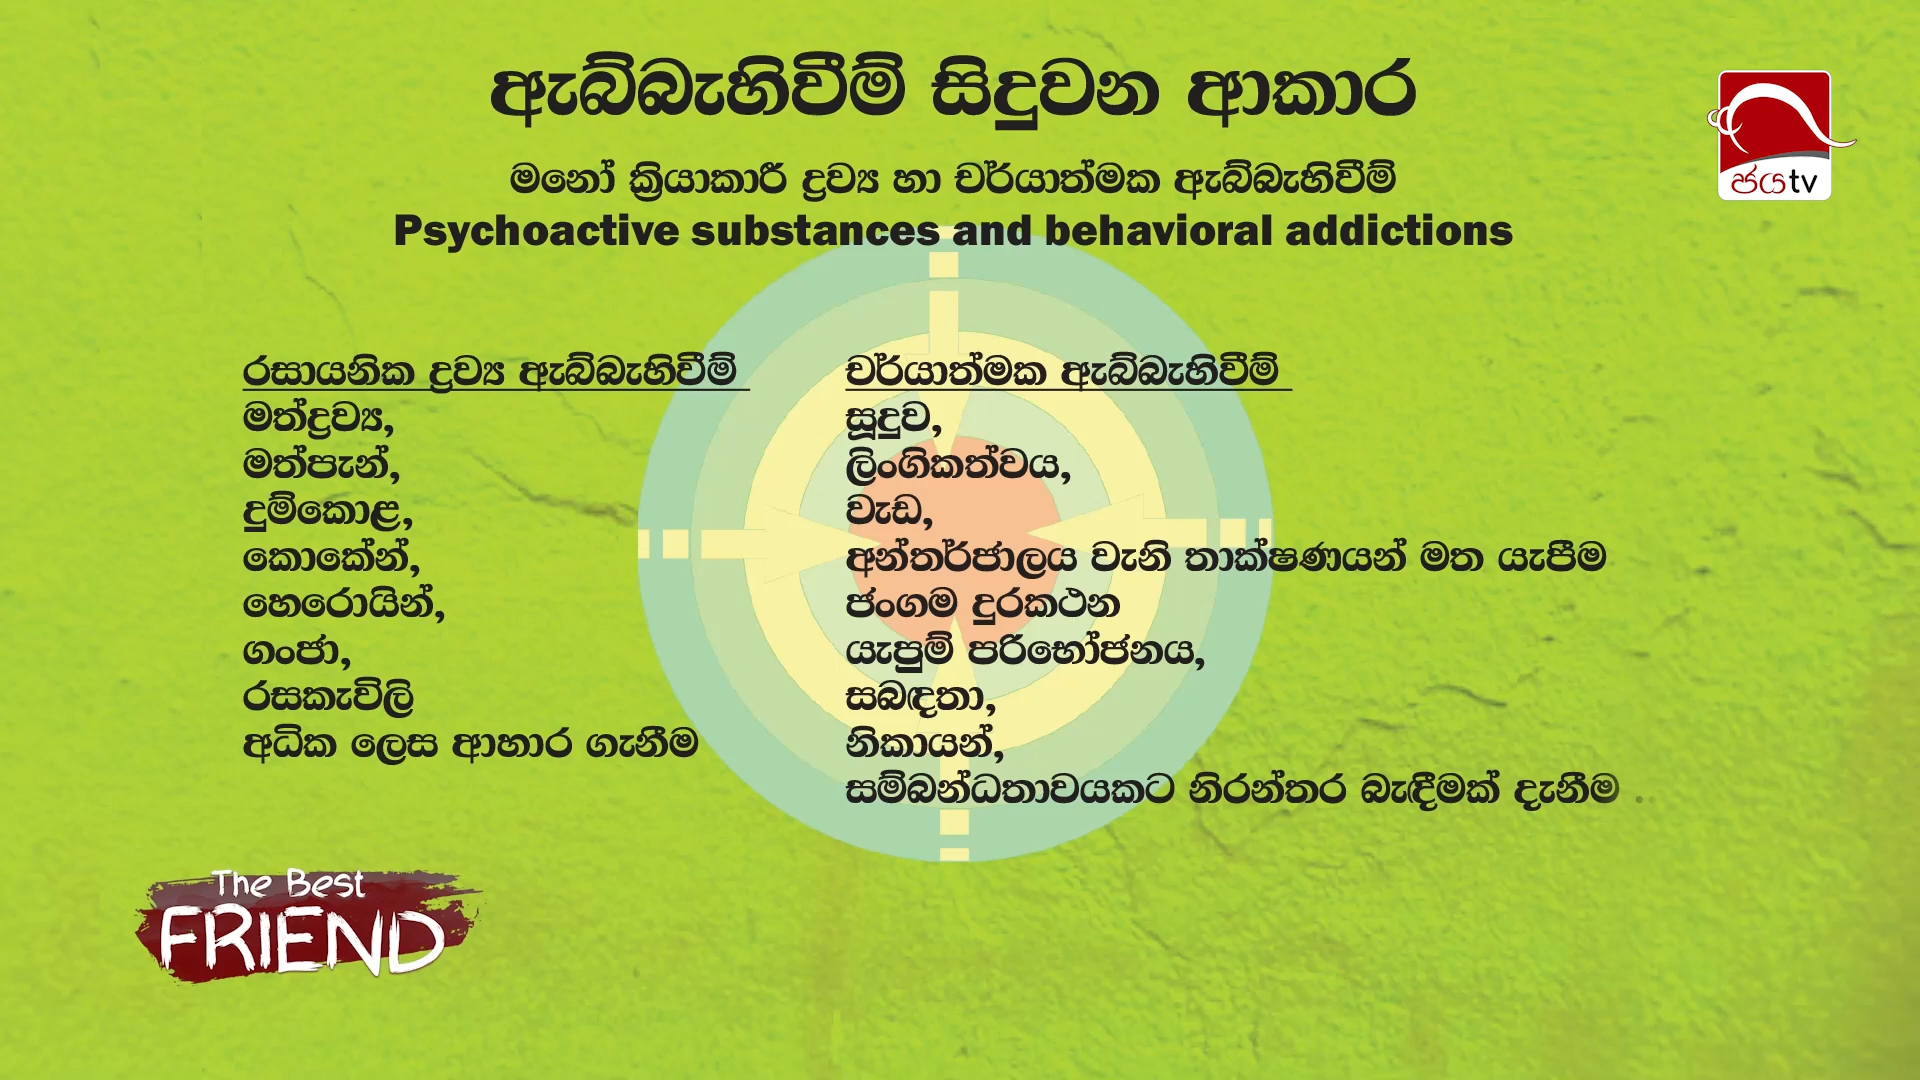 ඇබ්බැහිවීම් සිදුවන ආකාර
මනෝ ක්‍රියාකාරී ද්‍රව්‍ය හා චර්යාත්මක ඇබ්බැහිවීම්
Psychoactive substances and behavioral addictions
ජයtv
රසායනික ද්‍රව්‍ය ඇබ්බැහිවීම්
මත්ද්‍රව්‍ය,
මත්පැන්,
දුම්කොළ,
කොකේන්,
හෙරොයින්,
ගංජා,
රසකැවිලි
අධික ලෙස ආහාර ගැනීම
චර්යාත්මක ඇබ්බැහිවීම්
සූදුව,
ලිංගිකත්වය,
වැඩ,
අන්තර්ජාලය වැනි තාක්ෂණයන් මත යැපීම
ජංගම දුරකථන
යැපුම් පරිභෝජනය,
සබඳතා,
නිකායන්,
සම්බන්ධතාවයකට නිරන්තර බැඳීමක් දැනීම ..
The Best
FRIEND